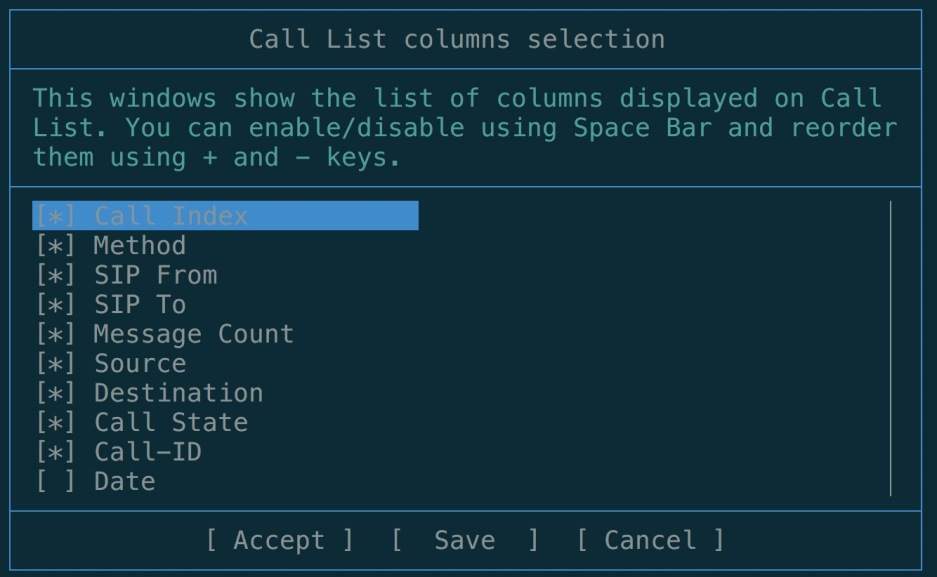 Call List columns selection
This windows show the list of columns displayed on Call
List. You can enable/disable using Space Bar and reorder
them using + and - keys.
[*] Call Index
[*] Method
[*] SIP From
[*] SIP To
[*] Message Count
[*] Source
[*] Destination
[*] Call State
[*] Call-ID
[ ] Date
[ Accept ] [ Save ] [ Cancel ]